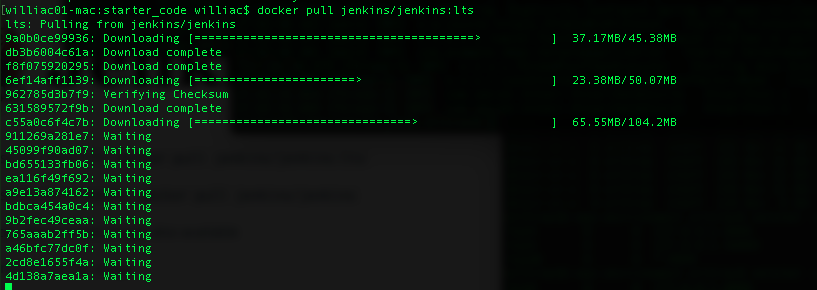 [williac01-mac:starter_code williac$ docker pull jenkins/jenkins:lts
lts: Pulling from jenkins/jenkins
9a0b0ce99936: Downloading [=========================================>         ]  37.17MB/45.38MB
db3b6004c61a: Download complete
f8f075920295: Download complete
6ef14aff1139: Downloading [=======================>                           ]  23.38MB/50.07MB
962785d3b7f9: Verifying Checksum
631589572f9b: Download complete
c55a0c6f4c7b: Downloading [===============================>                   ]  65.55MB/104.2MB
911269a281e7: Waiting
45099f90ad07: Waiting
bd655133fb06: Waiting
ea116f49f692: Waiting
a9e13a874162: Waiting
bdbca454a0c4: Waiting
9b2fec49ceaa: Waiting
765aaab2ff5b: Waiting
a46bfc77dc0f: Waiting
2cd8e1655f4a: Waiting
4d138a7aea1a: Waiting